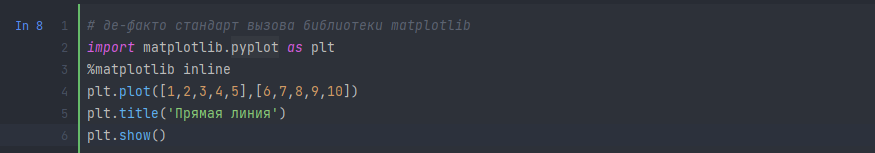 In 8 1 # де-факто стандарт вызова библиотеки matplotlib
2 import matplotlib.pyplot as plt
3 %matplotlib inline
4 plt.plot([1,2,3,4,5],[6,7,8,9,10])
5 plt.title('Прямая линия')
6 plt.show()